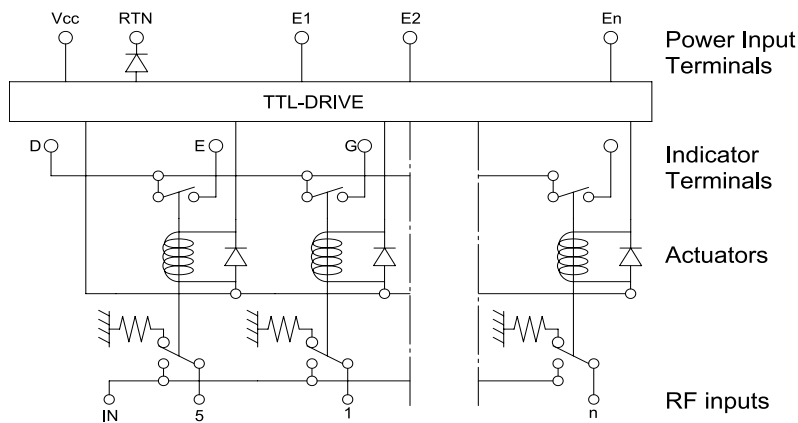 Vcc RTN E1 E2 En
Power Input
Terminals
TTL-DRIVE
D E G
Indicator
Terminals
Actuators
IN 5 1 n
RF inputs